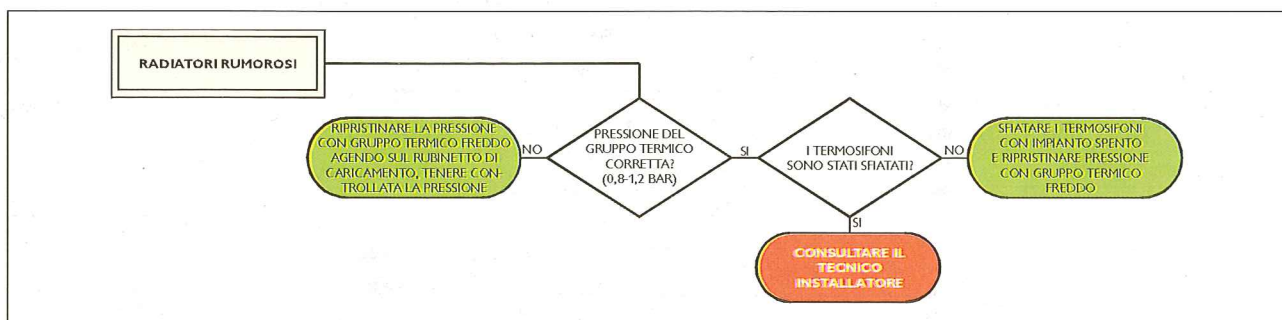 RADIATORI RUMOROSI
RIPRISTINARE LA PRESSIONE
CON GRUPPO TERMICO FREDDO
AGENDO SUL RUBINETTO DI
CARICAMENTO, TENERE CON-
TROLLATA LA PRESSIONE
NO
PRESSIONE DEL
GRUPPO TERMICO
CORRETTA?
(0,8-1,2 BAR)
SI
I TERMOSIFONI
SONO STATI SFIATATI?
NO
SFIATARE I TERMOSIFONI
CON IMPIANTO SPENTO
E RIPRISTINARE PRESSIONE
CON GRUPPO TERMICO
FREDDO
SI
CONSULTARE IL
TECNICO
INSTALLATORE